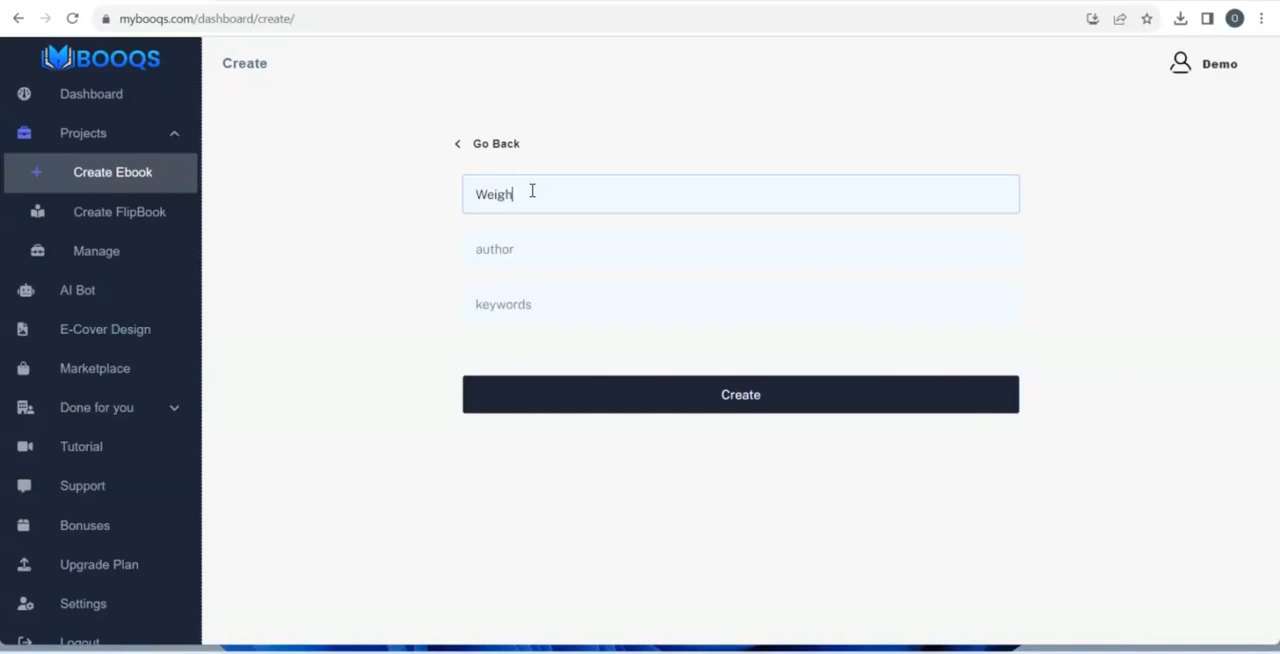 mybooqs.com/dashboard/create/
O
BOOQS
Dashboard
Projects
Create Ebook
Create FlipBook
Manage
AI Bot
E-Cover Design
Marketplace
Done for you
Tutorial
Support
Bonuses
Upgrade Plan
Settings
Logout
Create
Demo
Go Back
Weigh
author
keywords
Create